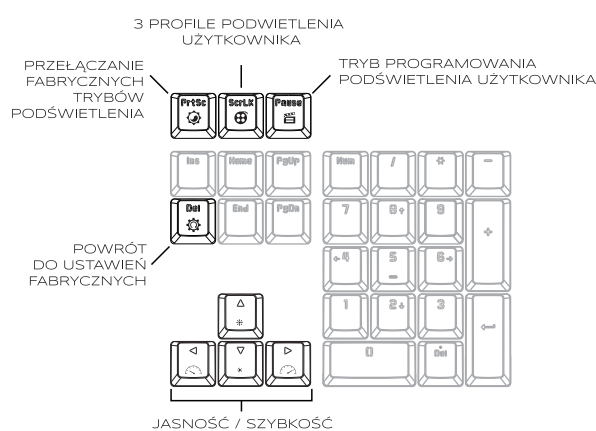 3 PROFILE PODWIETLENIA
UŻYTKOWNIKA
PRZEŁĄCZANIE
FABRYCZNYCH
TRYBÓW
PODŚWIETLENIA
TRYB PROGRAMOWANIA
PODŚWIETLENIA UŻYTKOWNIKA
PrtSc ScrLK Pause
Ins Home PgUp Num / * -
Del End PgDn 7 8 9 +
POWRÓT
DO USTAWIEŃ
FABRYCZNYCH
4 5 6
1 2 3
0 Del
JASNOŚĆ / SZYBKOŚĆ